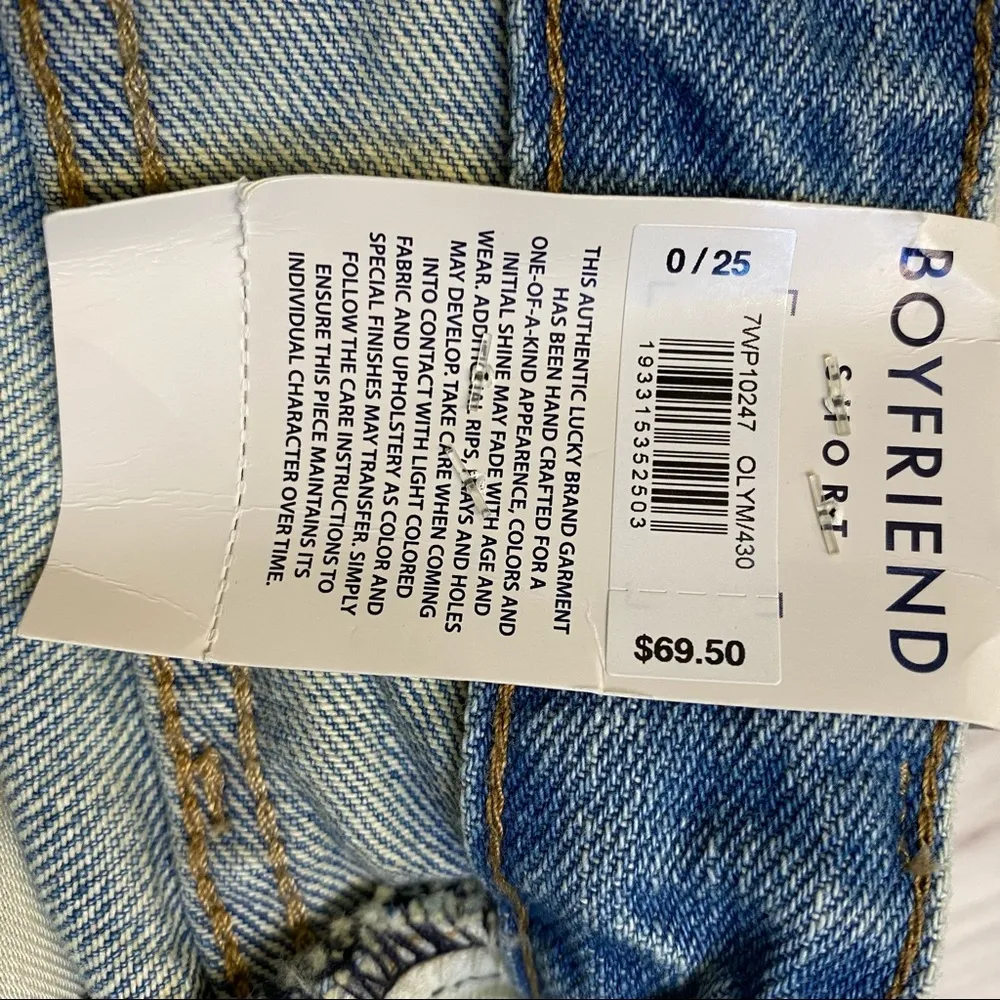 BOYFRIEND
SHORT
0 / 25
7WP10247 OLYM/430
193315352503
$69.50
THIS AUTHENTIC LUCKY BRAND GARMENT
HAS BEEN HAND CRAFTED FOR A
ONE-OF-A-KIND APPEARENCE, COLORS AND
INITIAL SHINE MAY FADE WITH AGE AND
WEAR. ADDITIONAL RIPS, FRAYS AND HOLES
MAY DEVELOP. TAKE CARE WHEN COMING
INTO CONTACT WITH LIGHT COLORED
FABRIC AND UPHOLSTERY AS COLOR AND
SPECIAL FINISHES MAY TRANSFER. SIMPLY
FOLLOW THE CARE INSTRUCTIONS TO
ENSURE THIS PIECE MAINTAINS ITS
INDIVIDUAL CHARACTER OVER TIME.